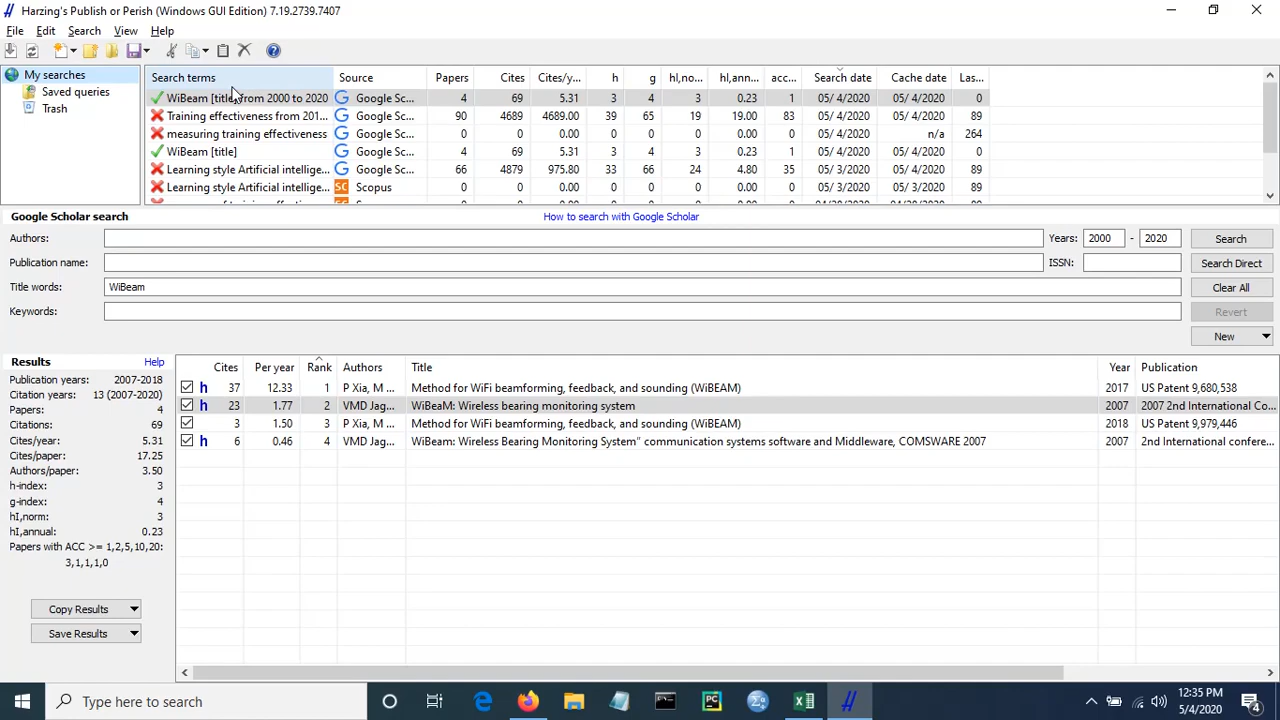 Harzing's Publish or Perish (Windows GUI Edition) 7.19.2739.7407
File Edit Search View Help
My searches
Saved queries
Trash
Search terms Source Papers Cites Cites/y... h g hI,no... hI,ann... acc... Search date Cache date Las...
WiBeam [title] from 2000 to 2020 Google Sc... 4 69 5.31 3 4 3 0.23 1 05/ 4/2020 05/ 4/2020 0
Training effectiveness from 201... Google Sc... 90 4689 4689.00 39 65 19 19.00 83 05/ 4/2020 05/ 4/2020 89
measuring training effectiveness Google Sc... 0 0 0.00 0 0 0 0.00 0 05/ 4/2020 n/a 264
WiBeam [title] Google Sc... 4 69 5.31 3 4 3 0.23 1 05/ 4/2020 05/ 4/2020 0
Learning style Artificial intellige... Google Sc... 66 4879 975.80 33 66 24 4.80 35 05/ 3/2020 05/ 3/2020 89
Learning style Artificial intellige... SC Scopus 0 0 0.00 0 0 0 0.00 0 05/ 3/2020 05/ 3/2020 89
Google Scholar search How to search with Google Scholar
Authors: Years: 2000 - 2020 Search
Publication name: ISSN: Search Direct
Title words: WiBeam Clear All
Keywords: Revert
New
Results Help
Publication years: 2007-2018
Citation years: 13 (2007-2020)
Papers: 4
Citations: 69
Cites/year: 5.31
Cites/paper: 17.25
Authors/paper: 3.50
h-index: 3
g-index: 4
hI,norm: 3
hI,annual: 0.23
Papers with ACC >= 1,2,5,10,20:
3,1,1,1,0
Copy Results
Save Results
Cites Per year Rank Authors Title Year Publication
h 37 12.33 1 P Xia, M ... Method for WiFi beamforming, feedback, and sounding (WiBEAM) 2017 US Patent 9,680,538
h 23 1.77 2 VMD Jag... WiBeaM: Wireless bearing monitoring system 2007 2007 2nd International Co...
3 1.50 3 P Xia, M ... Method for WiFi beamforming, feedback, and sounding (WiBEAM) 2018 US Patent 9,979,446
h 6 0.46 4 VMD Jag... WiBeam: Wireless Bearing Monitoring System" communication systems software and Middleware, COMSWARE 2007 2007 2nd International confere...
Type here to search
PC
12:35 PM
5/4/2020
4